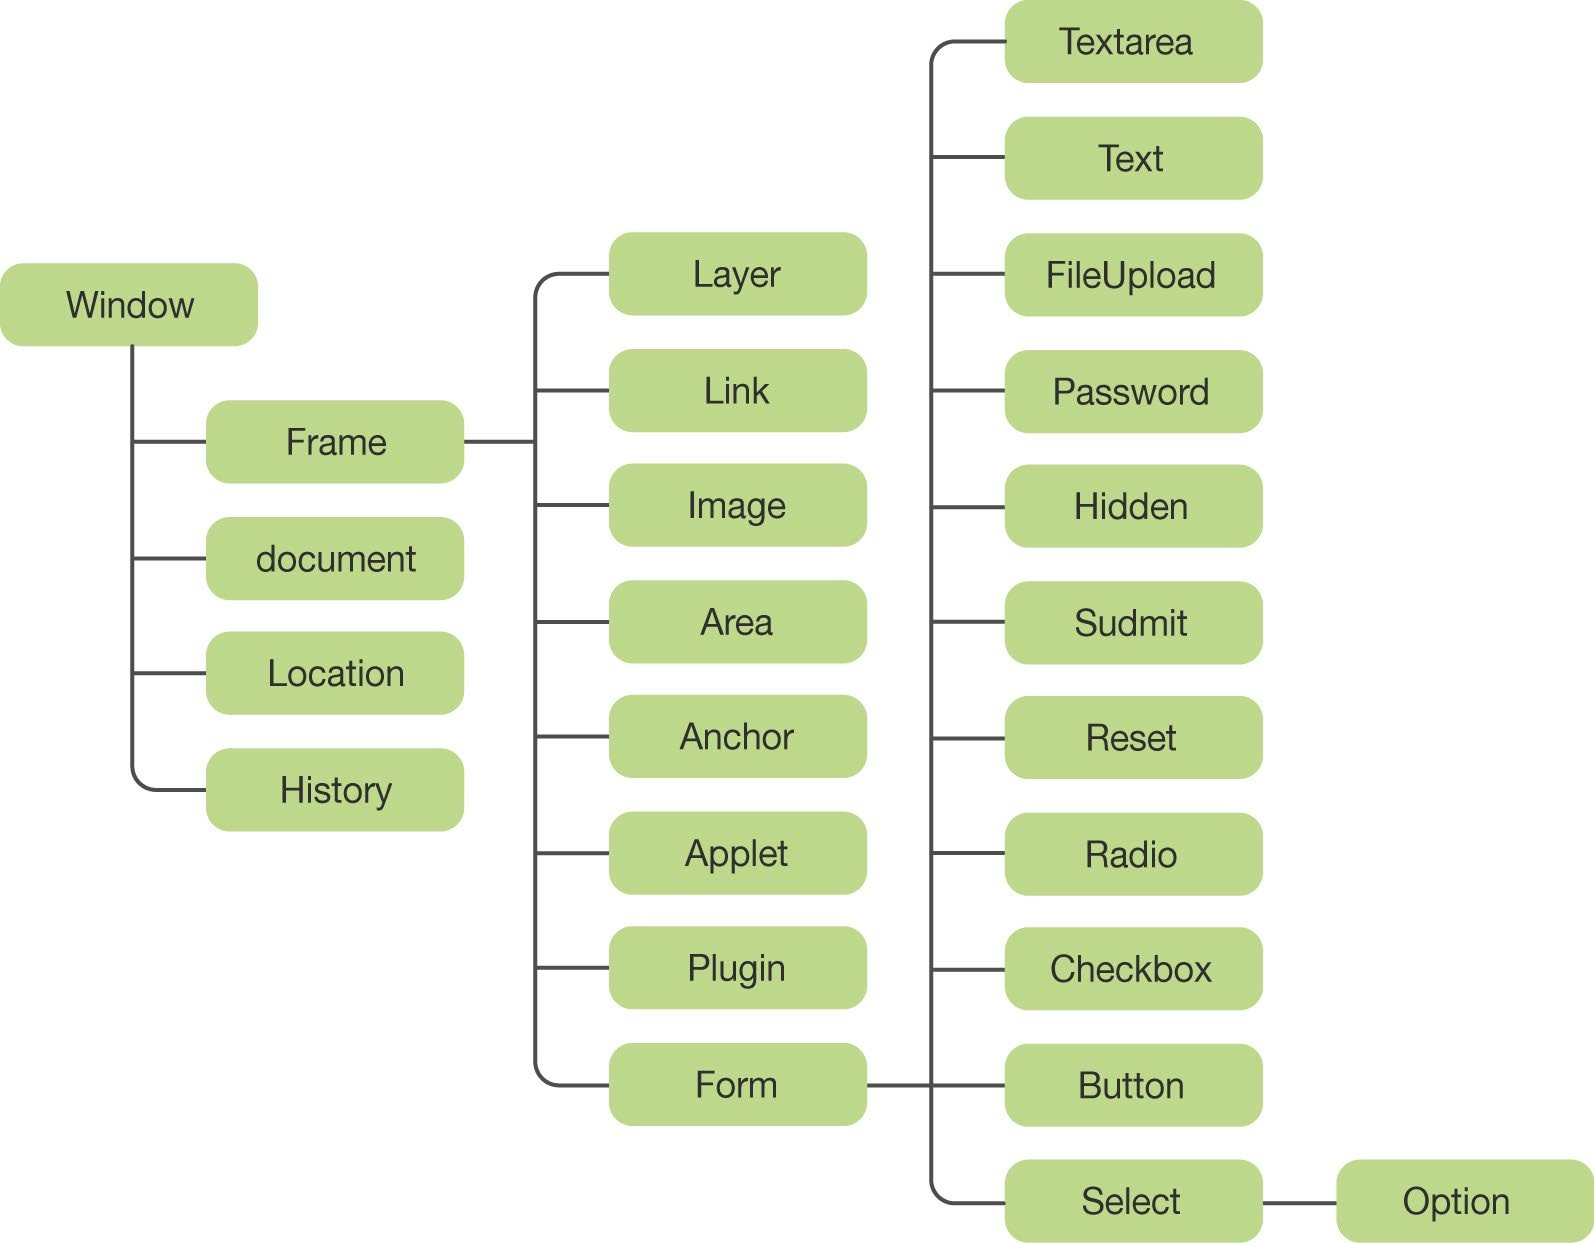 Window
Frame
document
Location
History
Layer
Link
Image
Area
Anchor
Applet
Plugin
Form
Textarea
Text
FileUpload
Password
Hidden
Sudmit
Reset
Radio
Checkbox
Button
Select
Option